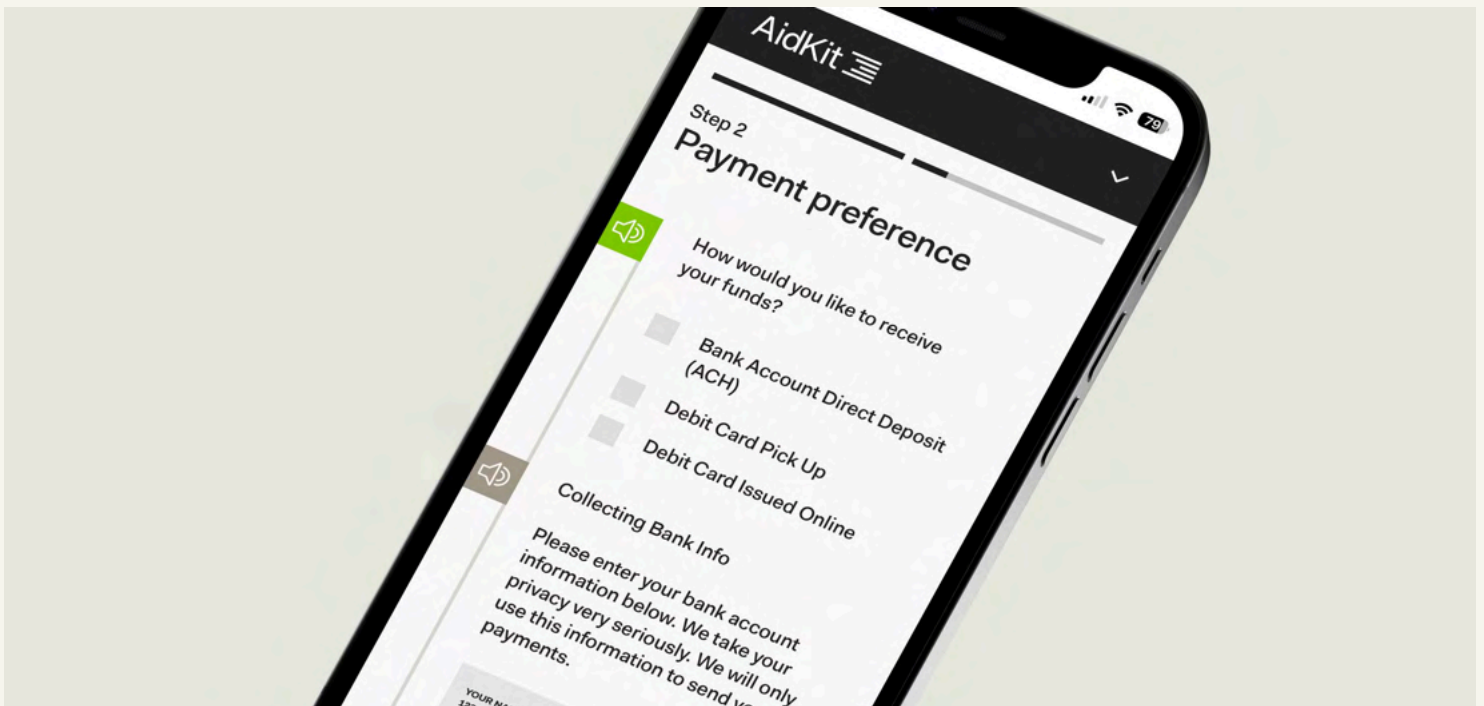 AidKit
79
Step 2
Payment preference
How would you like to receive
your funds?
Bank Account Direct Deposit
(ACH)
Debit Card Pick Up
Debit Card Issued Online
Collecting Bank Info
Please enter your bank account
information below. We take your
privacy very seriously. We will only
use this information to send
payments.
YOUR